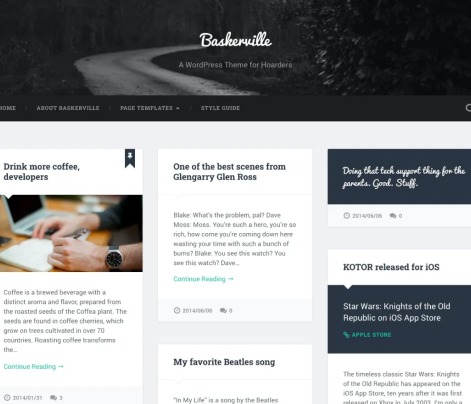 Baskerville
A WordPress Theme for Hoarders
HOME
ABOUT BASKERVILLE
PAGE TEMPLATES
STYLE GUIDE
Drink more coffee,
developers
Coffee is a brewed beverage with a
distinct aroma and flavor, prepared from
the roasted seeds of the Coffea plant. The
seeds are found in coffee cherries, which
grow on trees cultivated in over 70
countries. Roasting coffee transforms
the…
Continue Reading →
2014/01/31 3
One of the best scenes from
Glengarry Glen Ross
Blake: What's the problem, pal? Dave
Moss: Moss. You're such a hero, you're so
rich, how come you're coming down here
wasting your time with such a bunch of
bums? Blake: You see this watch? You
see this watch? Dave…
Continue Reading →
2014/06/06 0
My favorite Beatles song
"In My Life" is a song by the Beatles
Doing that tech support thing for the
parents. Good. Stuff.
2014/06/06 0
KOTOR released for iOS
Star Wars: Knights of the Old
Republic on iOS App Store
APPLE STORE
The timeless classic Star Wars: Knights
of the Old Republic has appeared on the
iOS App Store, ten years after it was first
released on Xbox in July 2003. I'm only a